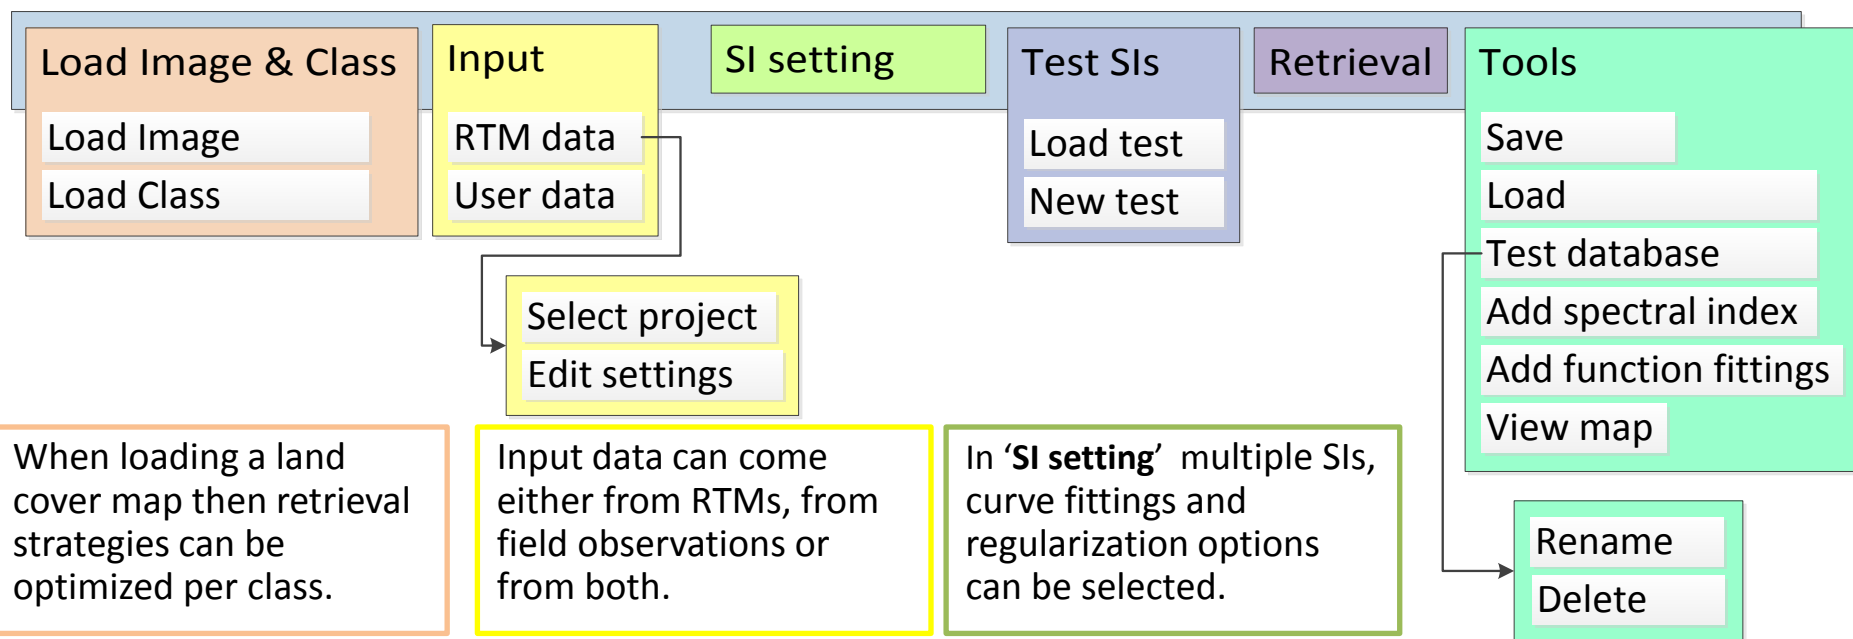 Load Image & Class
Load Image
Load Class
Input
RTM data
User data
Select project
Edit settings
SI setting
Test SIs
Load test
New test
Retrieval
Tools
Save
Load
Test database
Add spectral index
Add function fittings
View map
Rename
Delete
When loading a land
cover map then retrieval
strategies can be
optimized per class.
Input data can come
either from RTMs, from
field observations or
from both.
In ‘SI setting’ multiple SIs,
curve fittings and
regularization options
can be selected.